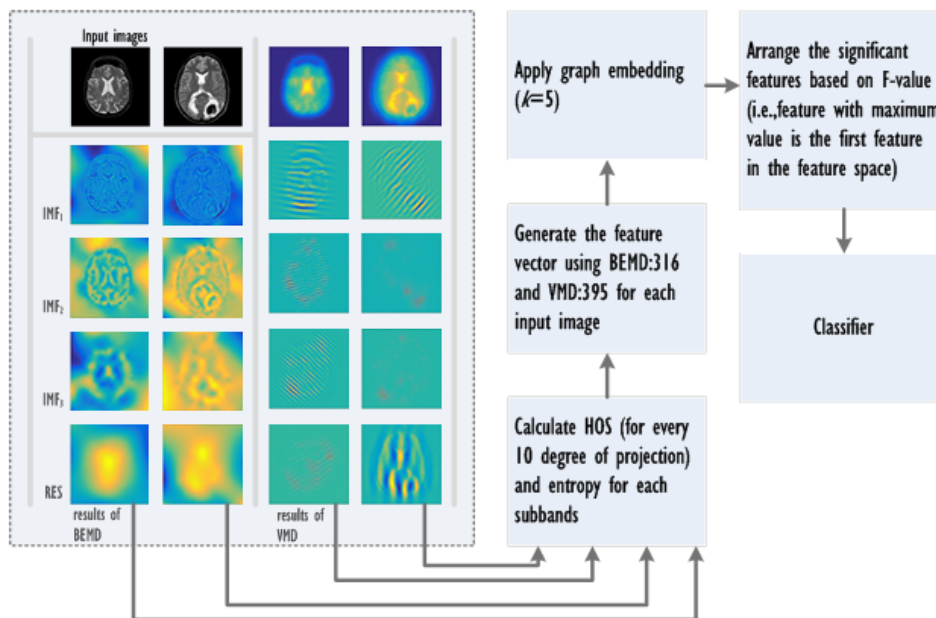 Input images
IMF₁
IMF₂
IMF₃
RES
results of
BEMD
results of
VMD
Calculate HOS (for every
10 degree of projection)
and entropy for each
subbands
Generate the feature
vector using BEMD:316
and VMD:395 for each
input image
Apply graph embedding
(k=5)
Arrange the significant
features based on F-value
(i.e.,feature with maximum
value is the first feature
in the feature space)
Classifier